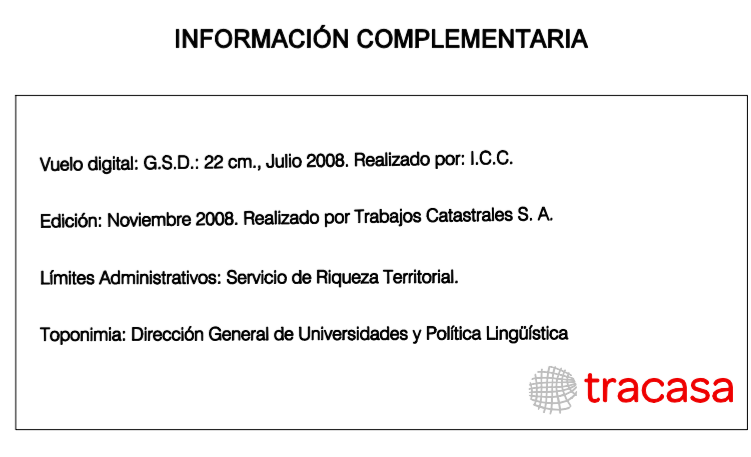 INFORMACIÓN COMPLEMENTARIA
Vuelo digital: G.S.D.: 22 cm., Julio 2008. Realizado por: I.C.C.
Edición: Noviembre 2008. Realizado por Trabajos Catastrales S. A.
Límites Administrativos: Servicio de Riqueza Territorial.
Toponimia: Dirección General de Universidades y Política Lingüística
tracasa